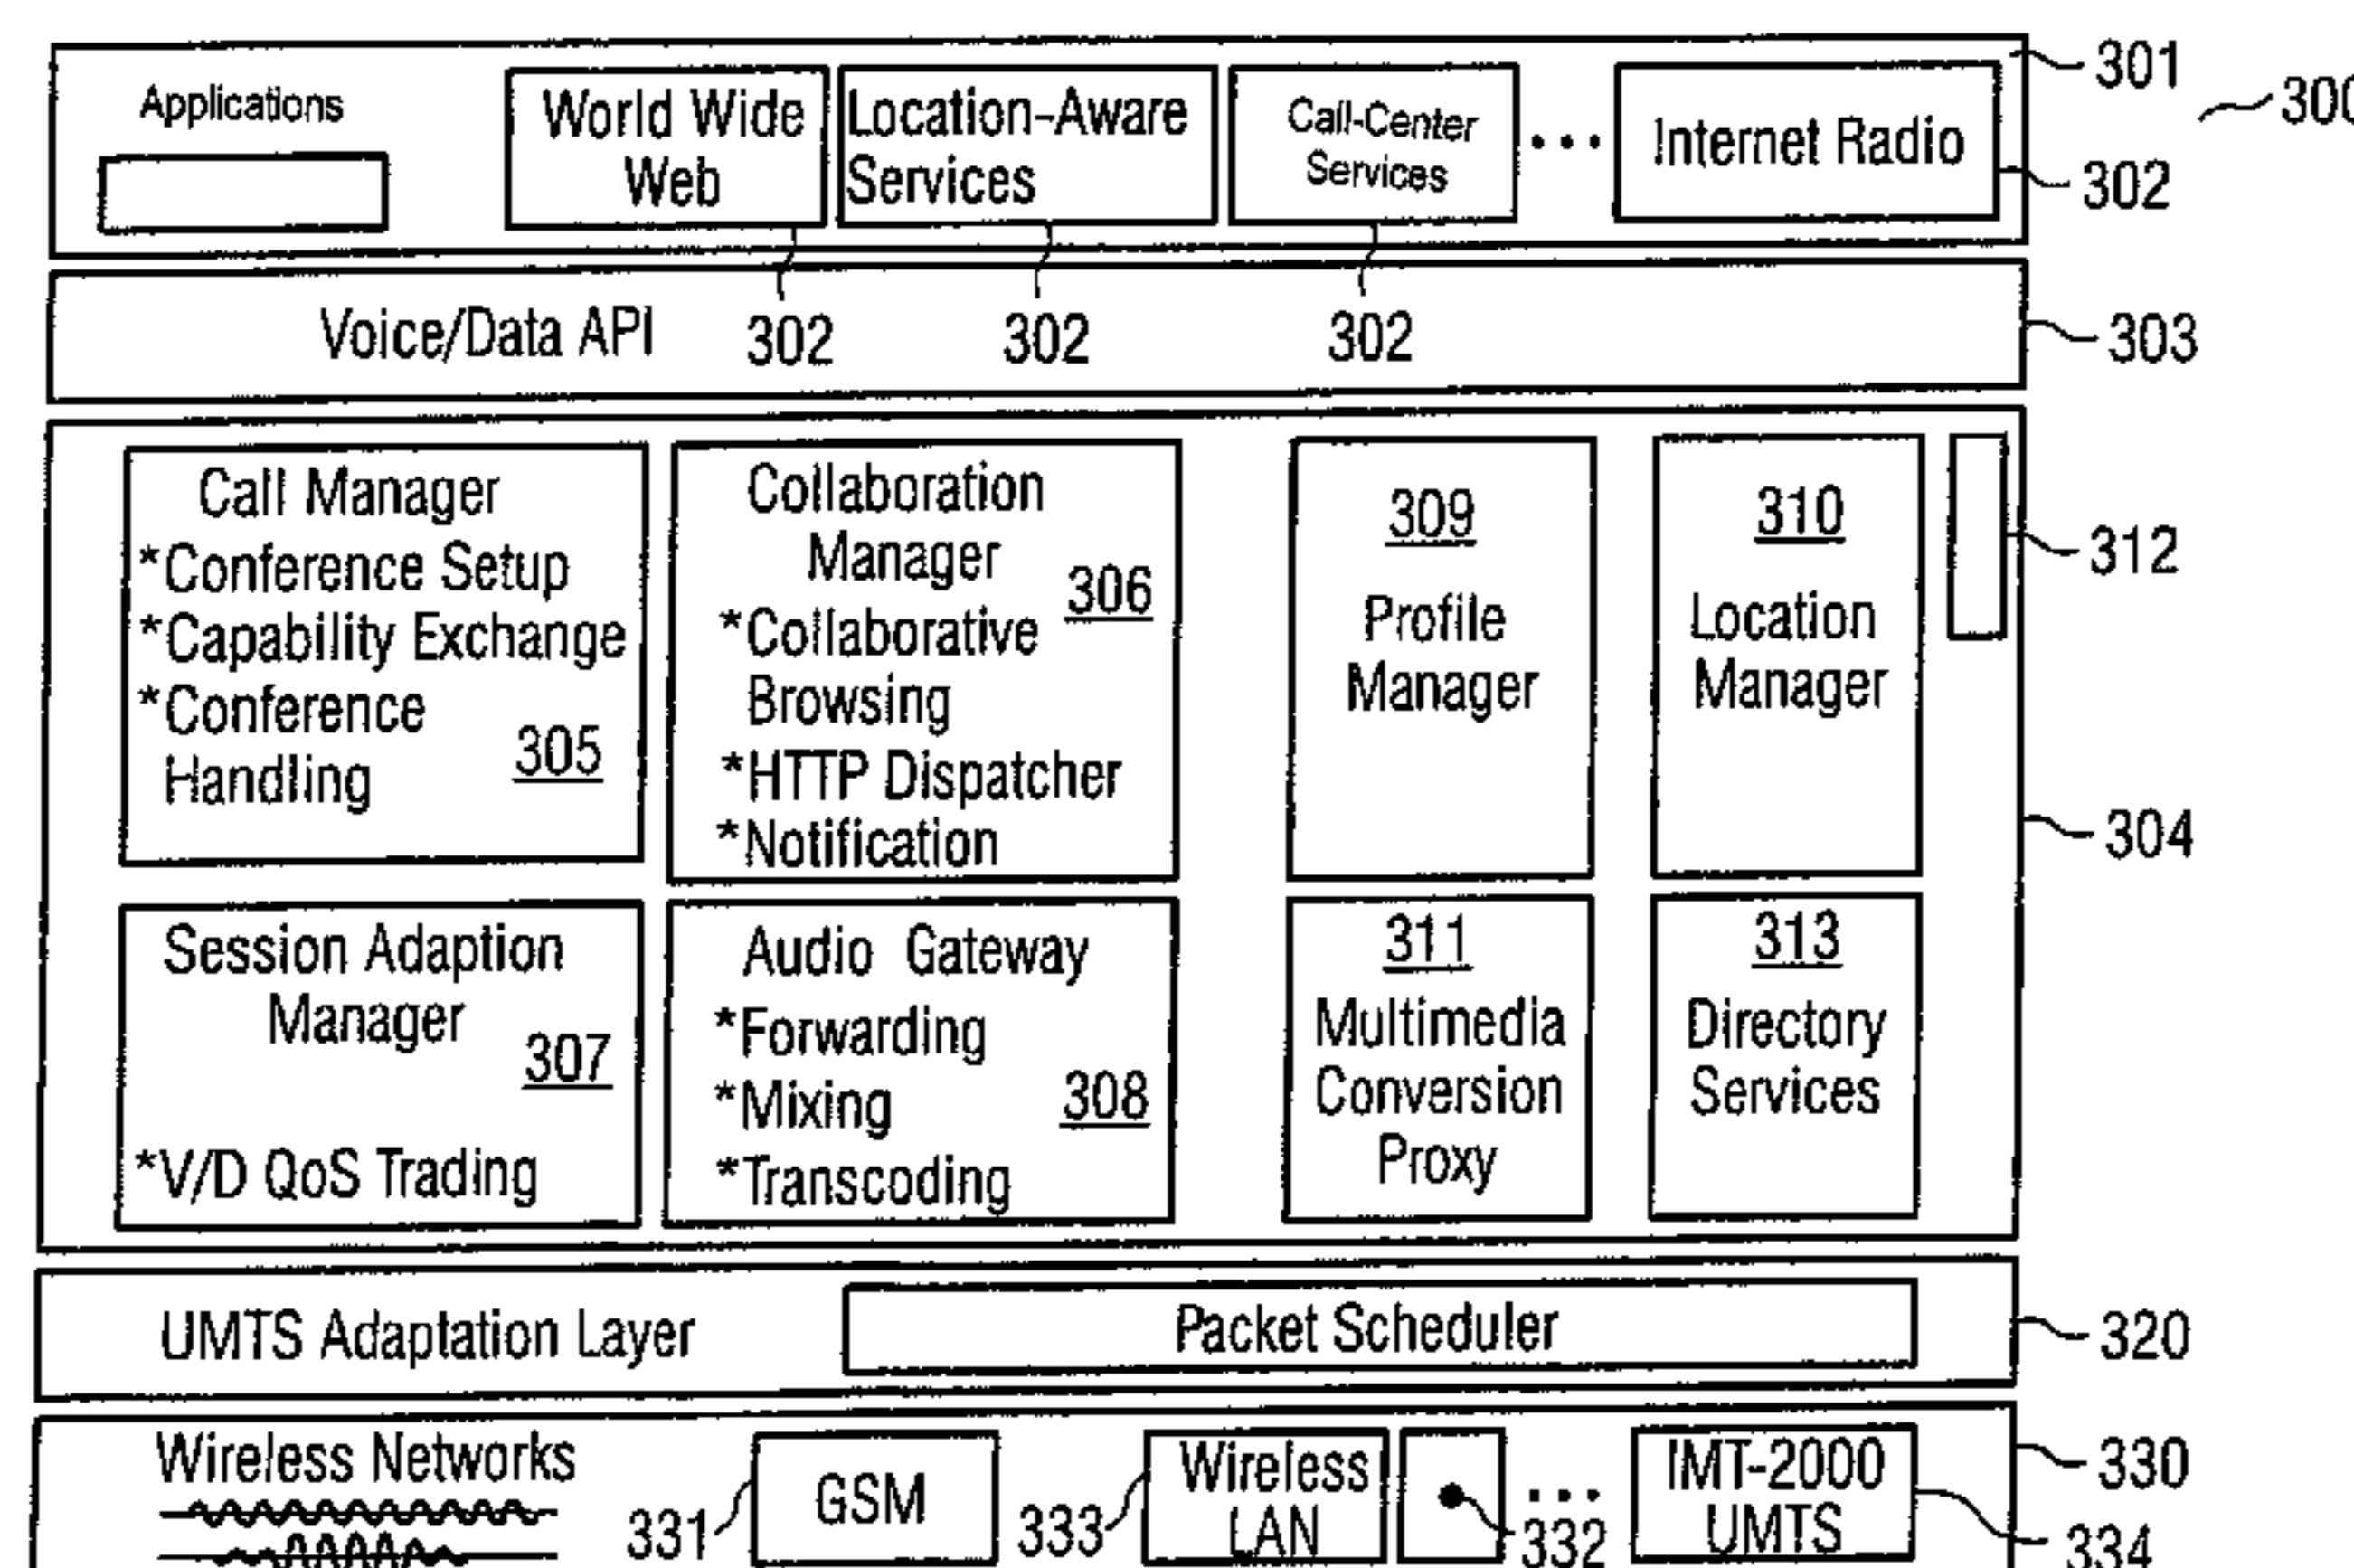 301
300
Applications
World Wide
Web
Location-Aware
Services
Call-Center
Services
...
Internet Radio
302
Voice/Data API
302
302
302
303
Call Manager
*Conference Setup
*Capability Exchange
*Conference
Handling
305
Collaboration
Manager
306
*Collaborative
Browsing
*HTTP Dispatcher
*Notification
309
Profile
Manager
310
Location
Manager
312
304
Session Adaption
Manager
307
*V/D QoS Trading
Audio Gateway
*Forwarding
*Mixing
308
*Transcoding
311
Multimedia
Conversion
Proxy
313
Directory
Services
UMTS Adaptation Layer
Packet Scheduler
320
Wireless Networks
331
GSM
333
Wireless
LAN
332
...
IMT-2000
UMTS
330
334